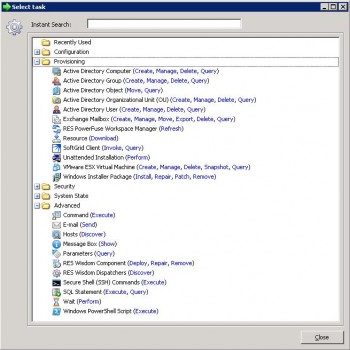 Select task
Instant Search:
Recently Used
Configuration
Provisioning
Active Directory Computer (Create, Manage, Delete, Query)
Active Directory Group (Create, Manage, Delete, Query)
Active Directory Object (Move, Query)
Active Directory Organizational Unit (OU) (Create, Manage, Delete, Query)
Active Directory User (Create, Manage, Delete, Query)
Exchange Mailbox (Create, Manage, Move, Export, Delete, Query)
RES PowerFuse Workspace Manager (Refresh)
Resource (Download)
SoftGrid Client (Invoke, Query)
Unattended Installation (Perform)
VMware ESX Virtual Machine (Create, Manage, Delete, Snapshot, Query)
Windows Installer Package (Install, Repair, Patch, Remove)
Security
System State
Advanced
Command (Execute)
E-mail (Send)
Hosts (Discover)
Message Box (Show)
Parameters (Query)
RES Wisdom Component (Deploy, Repair, Remove)
RES Wisdom Dispatchers (Discover)
Secure Shell (SSH) Commands (Execute)
SQL Statement (Execute, Query)
Wait (Perform)
Windows PowerShell Script (Execute)
Close